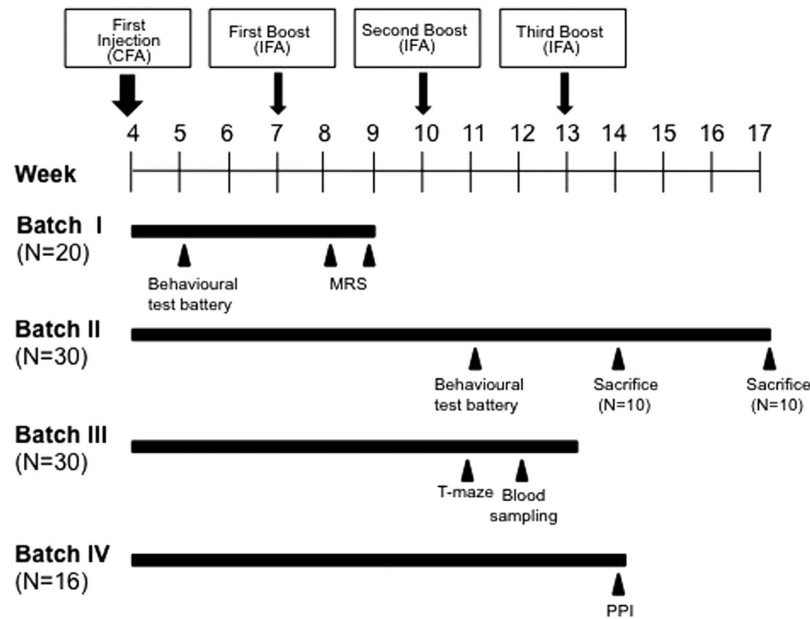 First
Injection
(CFA)
First Boost
(IFA)
Second Boost
(IFA)
Third Boost
(IFA)
4 5 6 7 8 9 10 11 12 13 14 15 16 17
Week
Batch I
(N=20)
Behavioural
test battery
MRS
Batch II
(N=30)
Behavioural
test battery
Sacrifice
(N=10)
Sacrifice
(N=10)
Batch III
(N=30)
T-maze
Blood
sampling
Batch IV
(N=16)
PPI